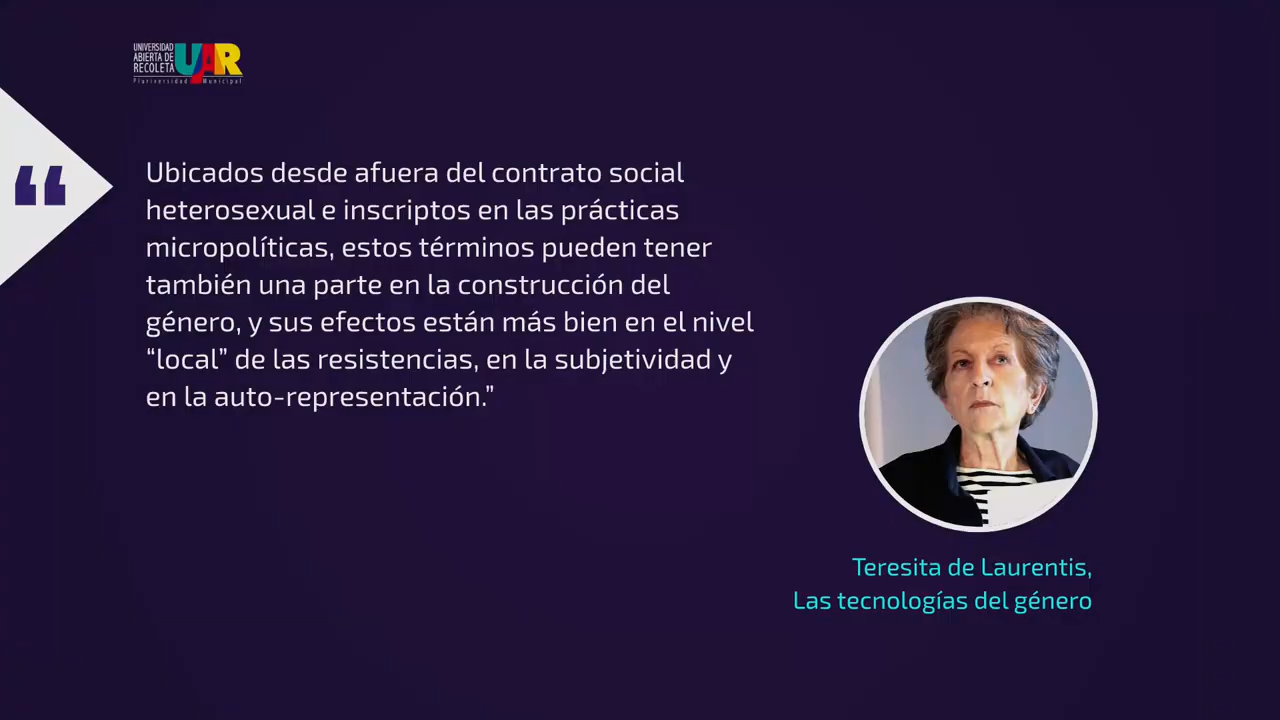 UNIVERSIDAD
ABIERTA DE
RECOLETA
UAR
Pluriversidad Municipal
“
Ubicados desde afuera del contrato social
heterosexual e inscriptos en las prácticas
micropolíticas, estos términos pueden tener
también una parte en la construcción del
género, y sus efectos están más bien en el nivel
“local” de las resistencias, en la subjetividad y
en la auto-representación.”
Teresita de Laurentis,
Las tecnologías del género